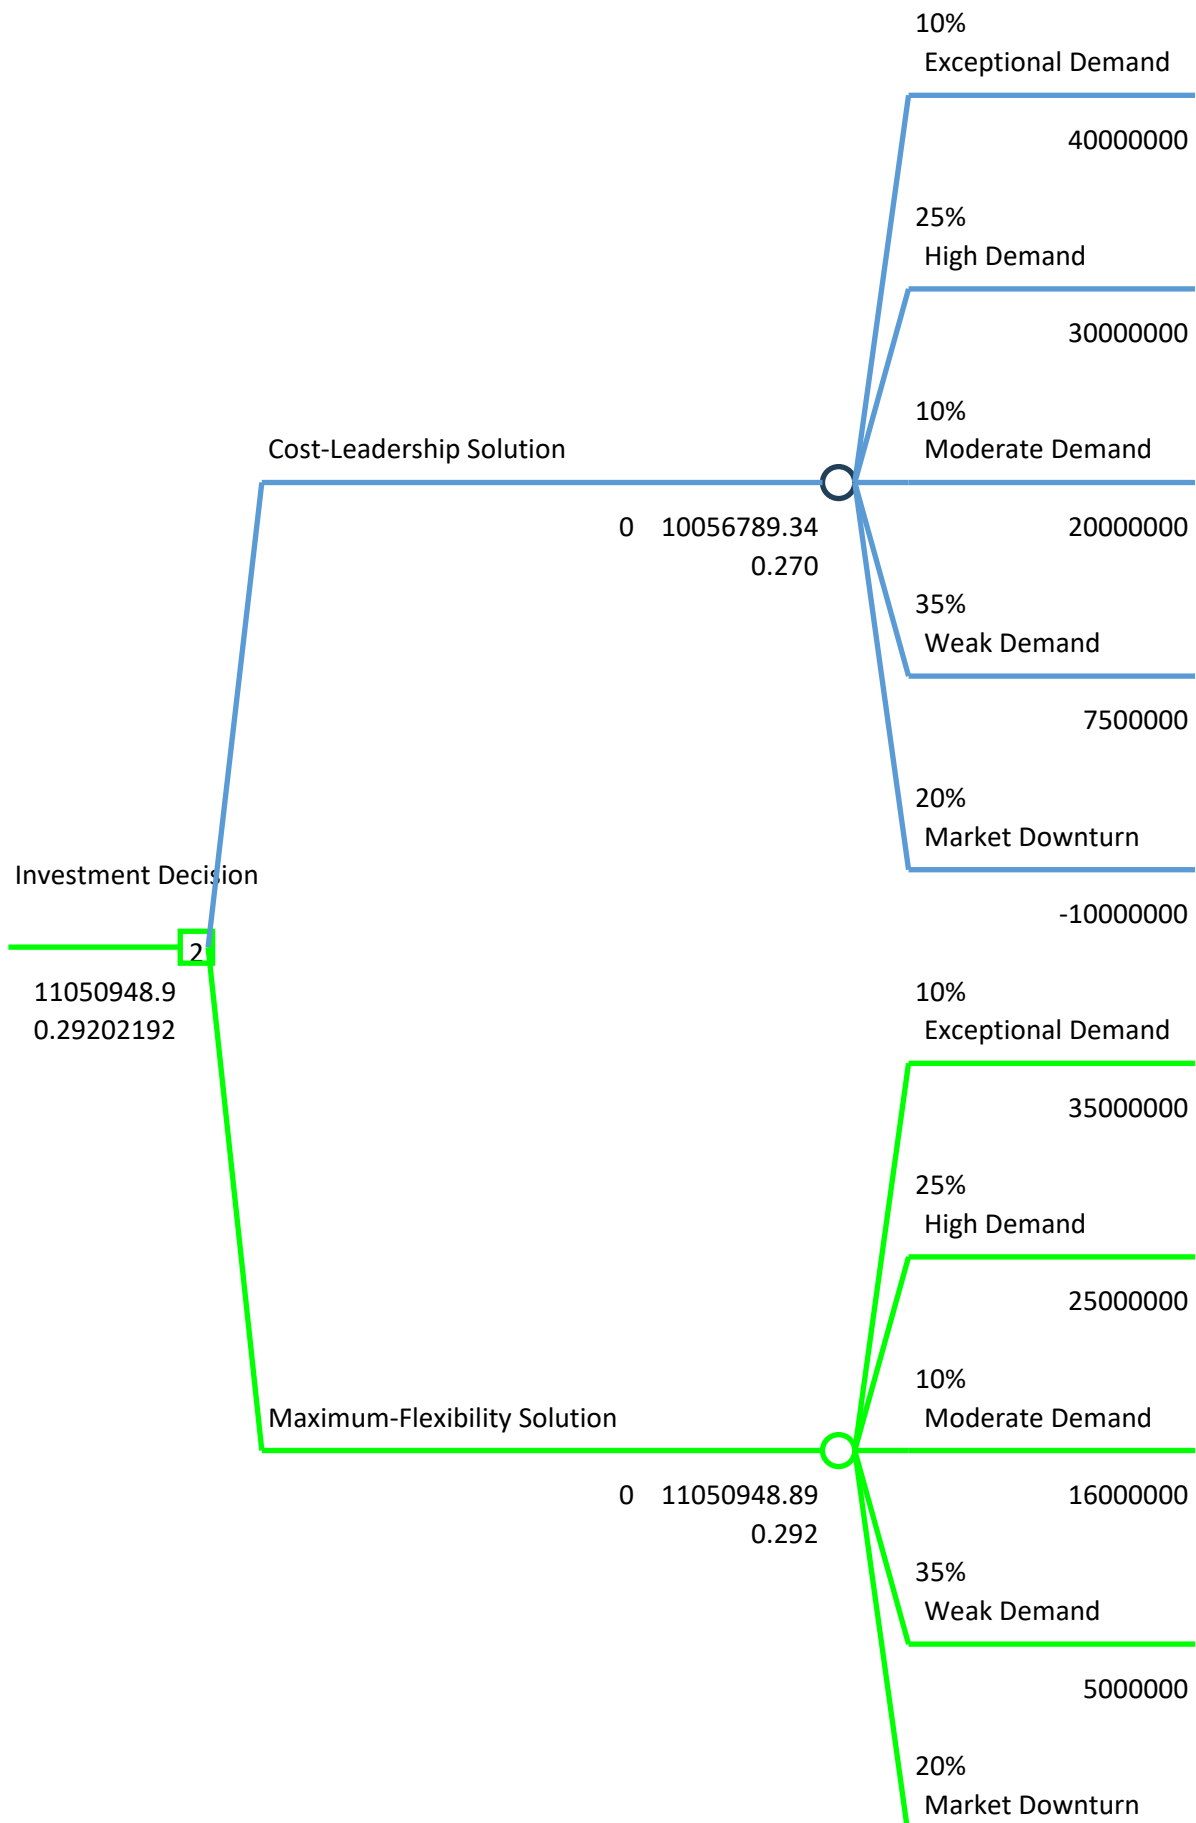 10%
Exceptional Demand
40000000
25%
High Demand
30000000
10%
Cost-Leadership Solution
Moderate Demand
0 10056789.34
20000000
0.270
35%
Weak Demand
7500000
20%
Market Downturn
Investment Decision
-10000000
2
11050948.9
0.29202192
10%
Exceptional Demand
35000000
25%
High Demand
25000000
10%
Maximum-Flexibility Solution
Moderate Demand
0 11050948.89
16000000
0.292
35%
Weak Demand
5000000
20%
Market Downturn